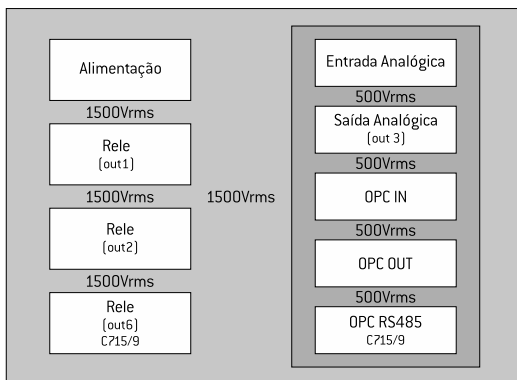 Alimentação
1500Vrms
Rele
(out1)
1500Vrms
Rele
(out2)
1500Vrms
Rele
(out6)
C715/9
1500Vrms
Entrada Analógica
500Vrms
Saída Analógica
(out 3)
500Vrms
OPC IN
500Vrms
OPC OUT
500Vrms
OPC RS485
C715/9